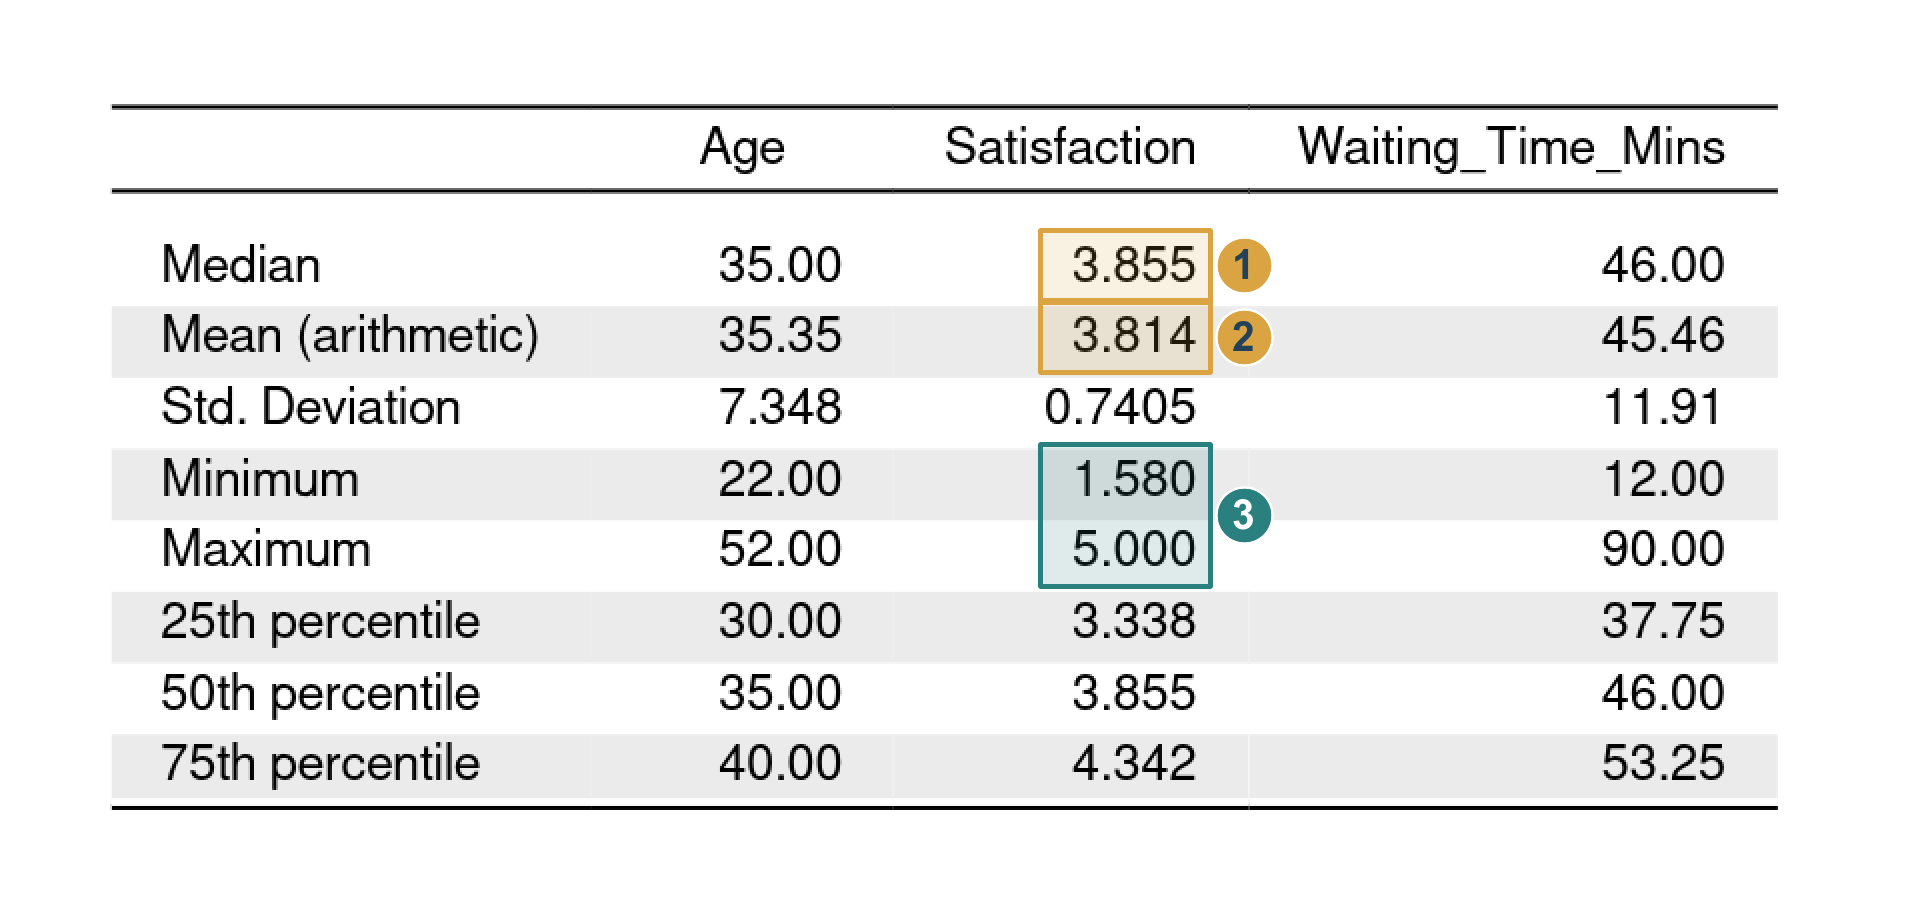 Age Satisfaction Waiting_Time_Mins
Median 35.00 3.855 1 46.00
Mean (arithmetic) 35.35 3.814 2 45.46
Std. Deviation 7.348 0.7405 11.91
Minimum 22.00 1.580 12.00
3
Maximum 52.00 5.000 90.00
25th percentile 30.00 3.338 37.75
50th percentile 35.00 3.855 46.00
75th percentile 40.00 4.342 53.25